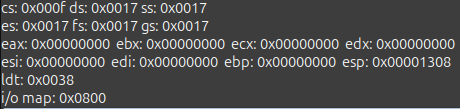 cs: 0x000f ds: 0x0017 ss: 0x0017
es: 0x0017 fs: 0x0017 gs: 0x0017
eax: 0x00000000 ebx: 0x00000000 ecx: 0x00000000 edx: 0x00000000
esi: 0x00000000 edi: 0x00000000 ebp: 0x00000000 esp: 0x00001308
ldt: 0x0038
i/o map: 0x0800